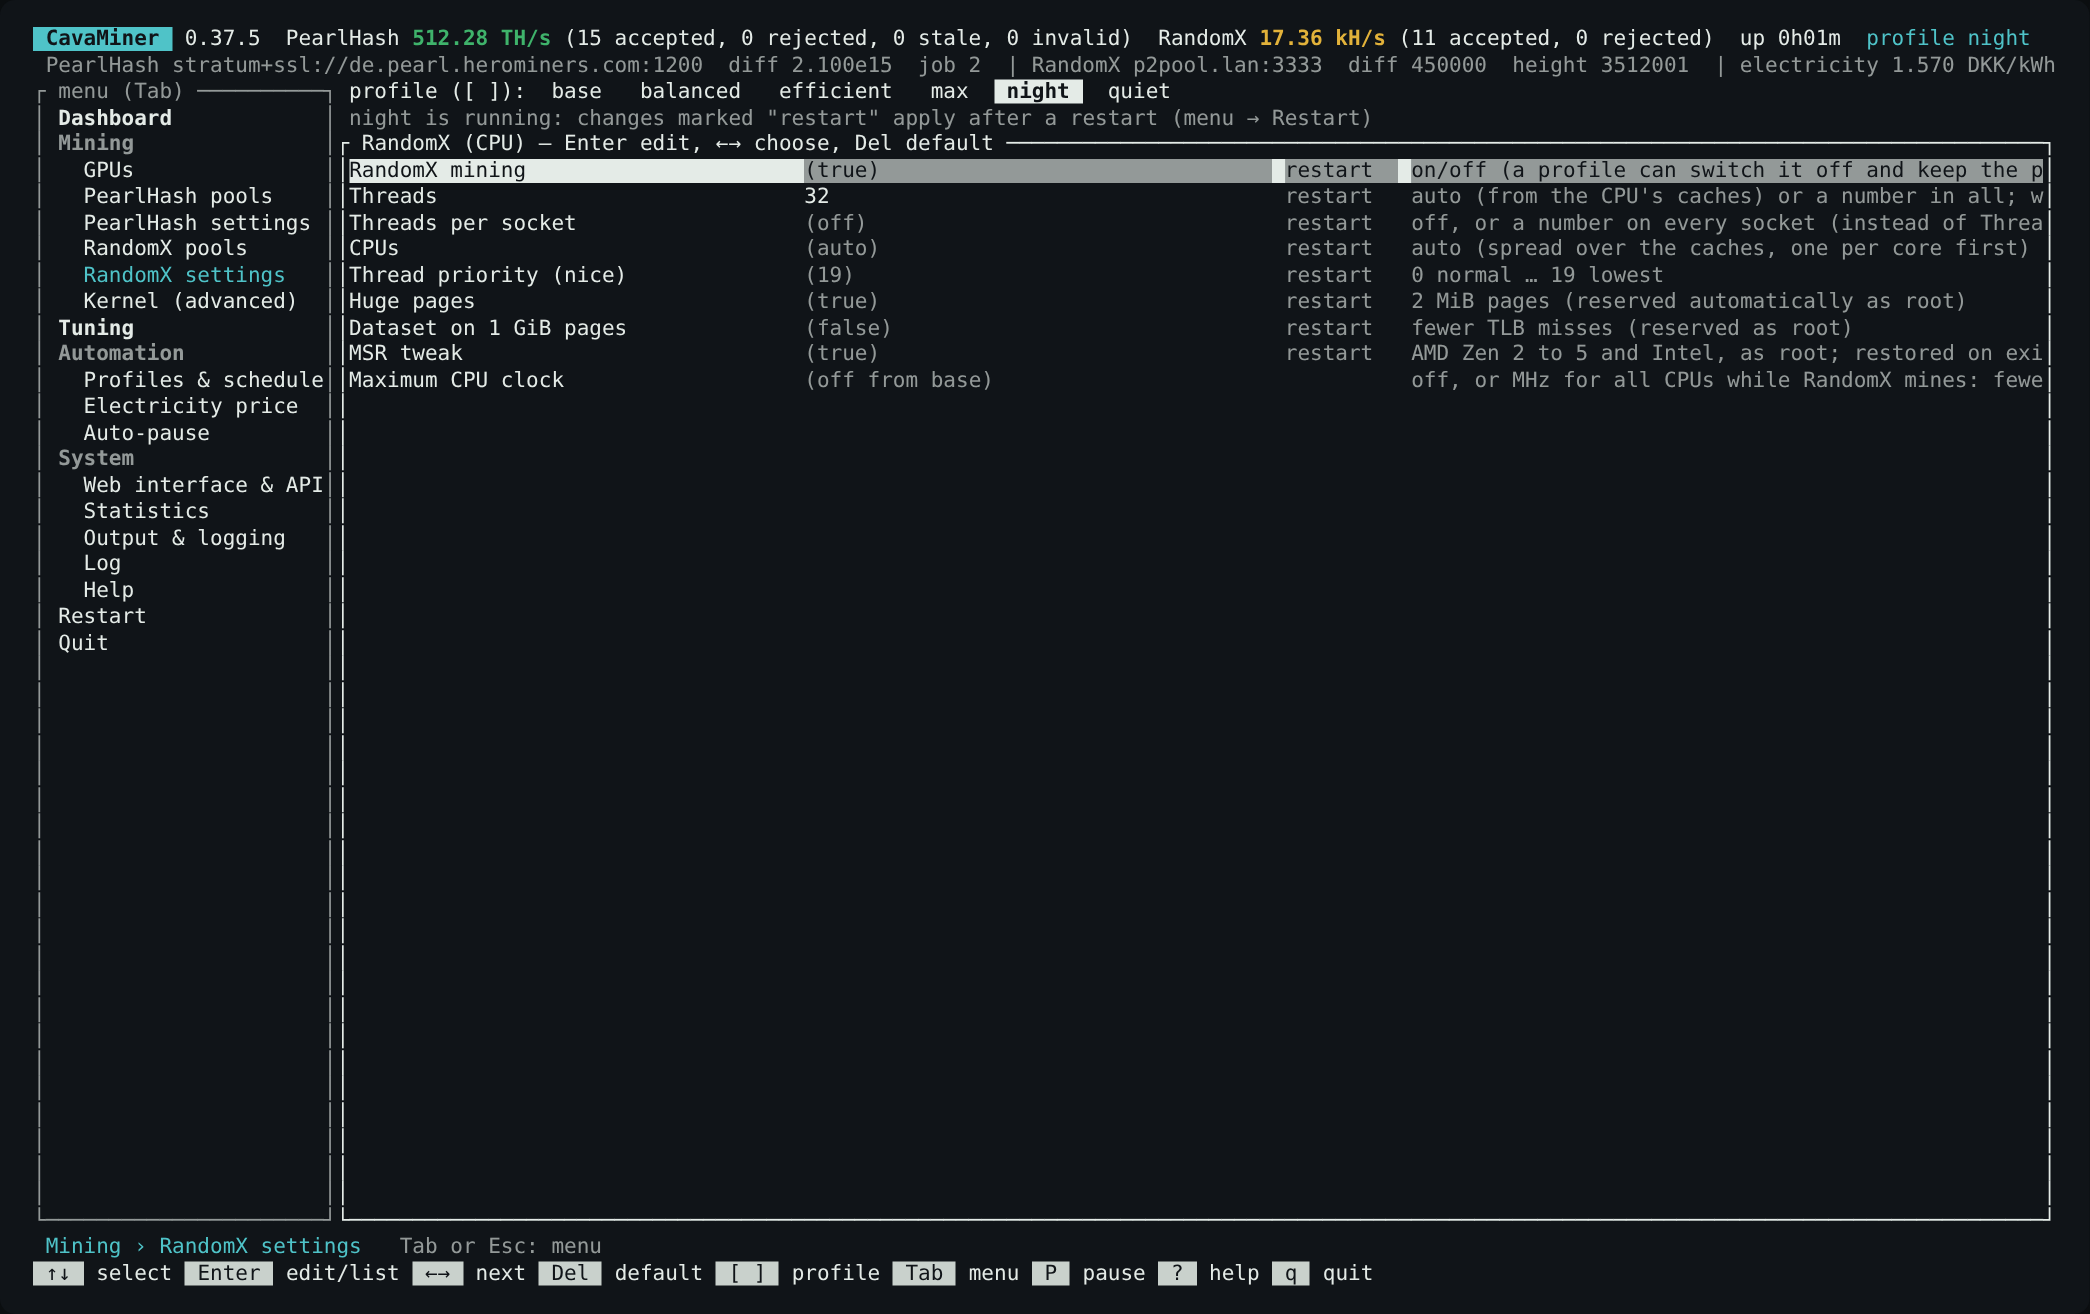 CavaMiner 0.37.5 PearlHash 512.28 TH/s (15 accepted, 0 rejected, 0 stale, 0 invalid) RandomX 17.36 kH/s (11 accepted, 0 rejected) up 0h01m profile night
PearlHash stratum+ssl://de.pearl.herominers.com:1200 diff 2.100e15 job 2 | RandomX p2pool.lan:3333 diff 450000 height 3512001 | electricity 1.570 DKK/kWh
menu (Tab)
Dashboard
Mining
GPUs
PearlHash pools
PearlHash settings
RandomX pools
RandomX settings
Kernel (advanced)
Tuning
Automation
Profiles & schedule
Electricity price
Auto-pause
System
Web interface & API
Statistics
Output & logging
Log
Help
Restart
Quit
profile ([ ]): base balanced efficient max night quiet
night is running: changes marked "restart" apply after a restart (menu → Restart)
RandomX (CPU) — Enter edit, ←→ choose, Del default
RandomX mining (true) restart on/off (a profile can switch it off and keep the p
Threads 32 restart auto (from the CPU's caches) or a number in all; w
Threads per socket (off) restart off, or a number on every socket (instead of Threa
CPUs (auto) restart auto (spread over the caches, one per core first)
Thread priority (nice) (19) restart 0 normal … 19 lowest
Huge pages (true) restart 2 MiB pages (reserved automatically as root)
Dataset on 1 GiB pages (false) restart fewer TLB misses (reserved as root)
MSR tweak (true) restart AMD Zen 2 to 5 and Intel, as root; restored on exi
Maximum CPU clock (off from base) off, or MHz for all CPUs while RandomX mines: fewe
Mining › RandomX settings Tab or Esc: menu
↑↓ select Enter edit/list ←→ next Del default [ ] profile Tab menu P pause ? help q quit